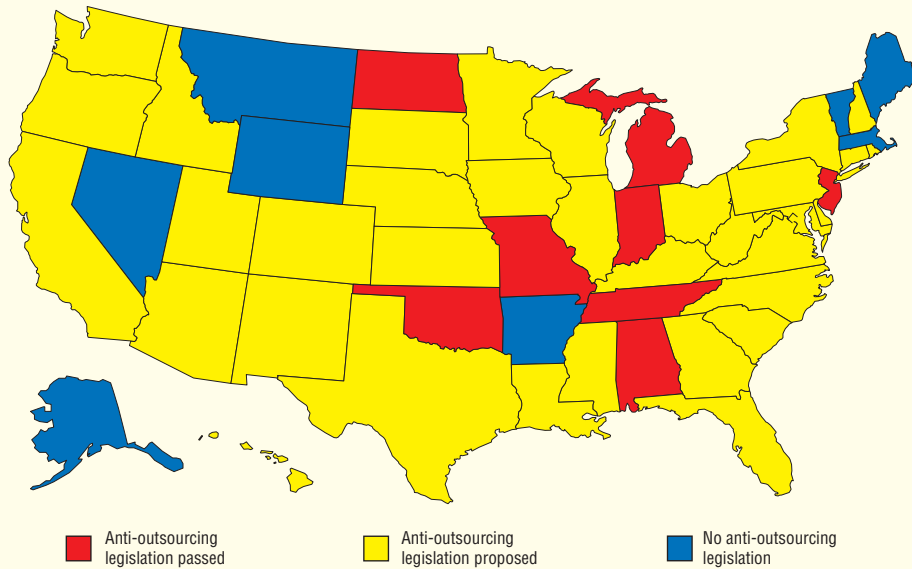 Anti-outsourcing
legislation passed
Anti-outsourcing
legislation proposed
No anti-outsourcing
legislation